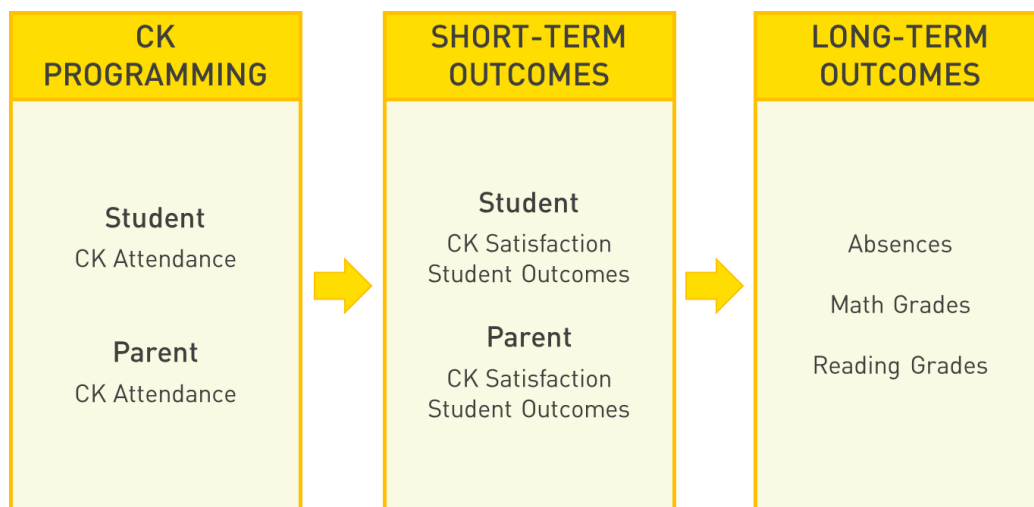 CK
PROGRAMMING
Student
CK Attendance
Parent
CK Attendance
SHORT-TERM
OUTCOMES
Student
CK Satisfaction
Student Outcomes
Parent
CK Satisfaction
Student Outcomes
LONG-TERM
OUTCOMES
Absences
Math Grades
Reading Grades